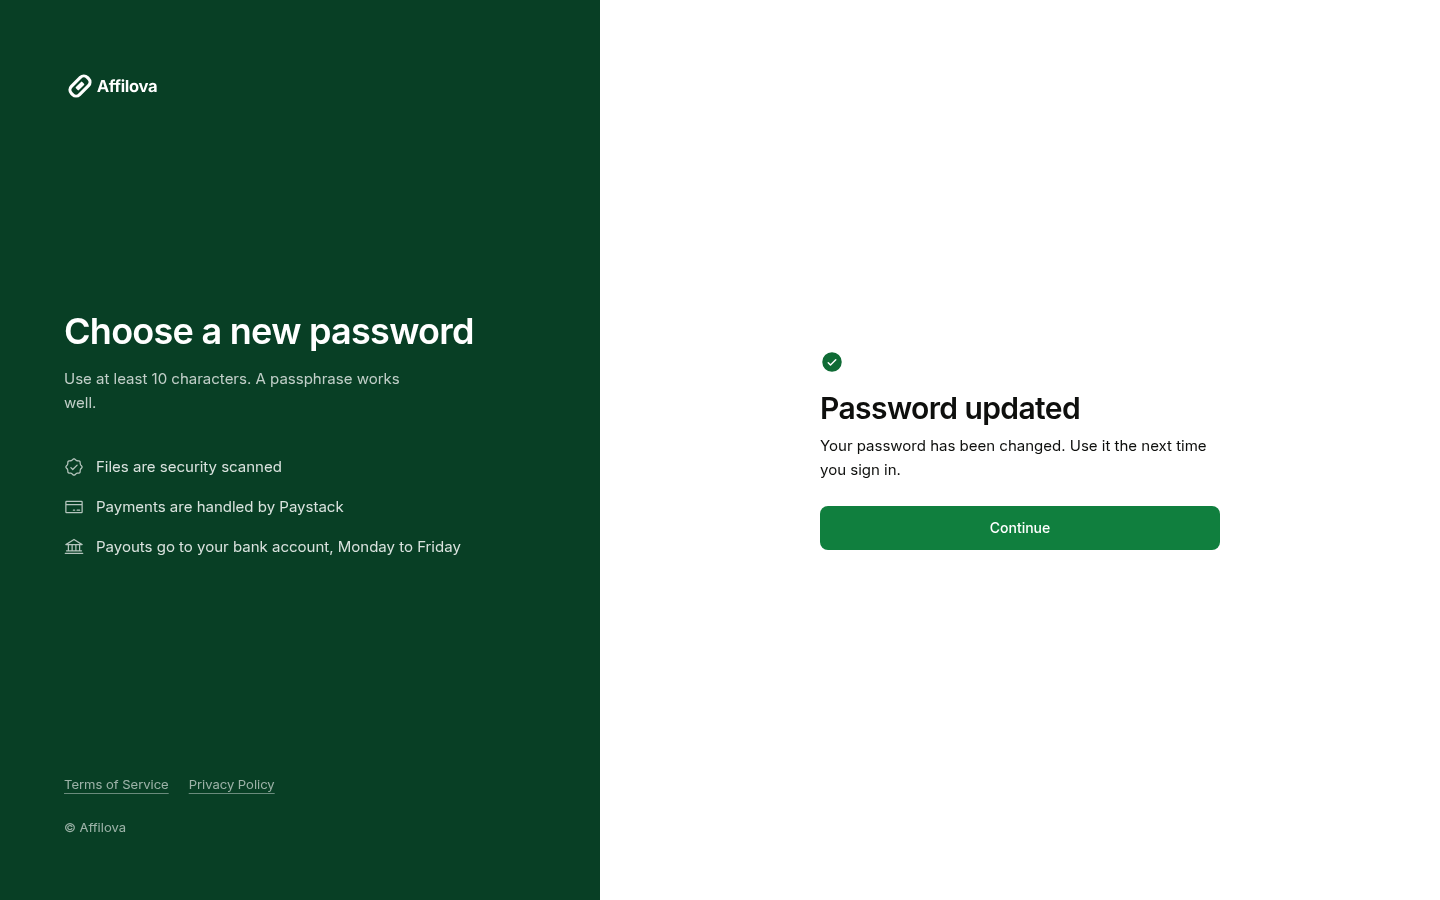 Affilova
Choose a new password
Use at least 10 characters. A passphrase works
well.
Files are security scanned
Payments are handled by Paystack
Payouts go to your bank account, Monday to Friday
Terms of Service Privacy Policy
© Affilova
Password updated
Your password has been changed. Use it the next time
you sign in.
Continue